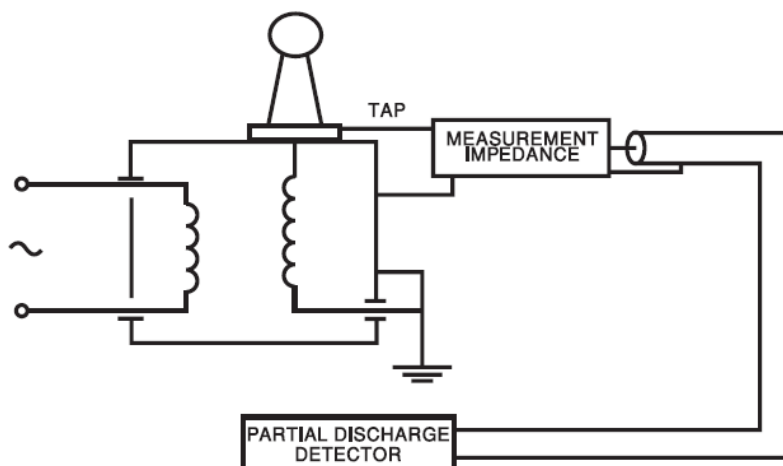 TAP
MEASUREMENT
IMPEDANCE
PARTIAL DISCHARGE
DETECTOR